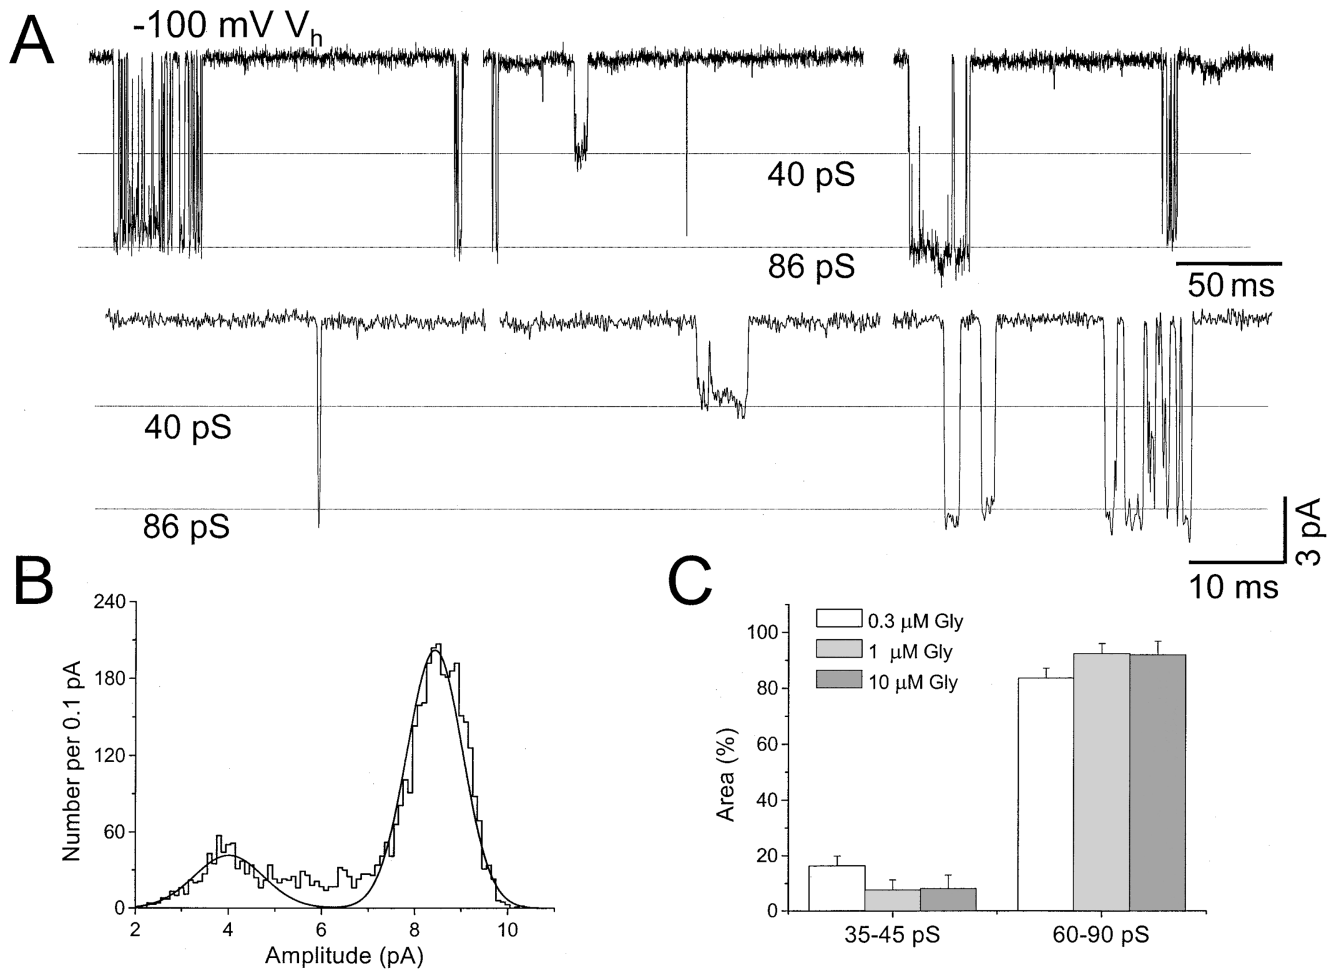 A
-100 mV Vh
40 pS
86 pS
50 ms
40 pS
86 pS
3 pA
10 ms
B
240
180
120
60
0
2 4 6 8 10
Number per 0.1 pA
Amplitude (pA)
C
0.3 µM Gly
1 µM Gly
10 µM Gly
100
80
60
40
20
0
Area (%)
35-45 pS 60-90 pS